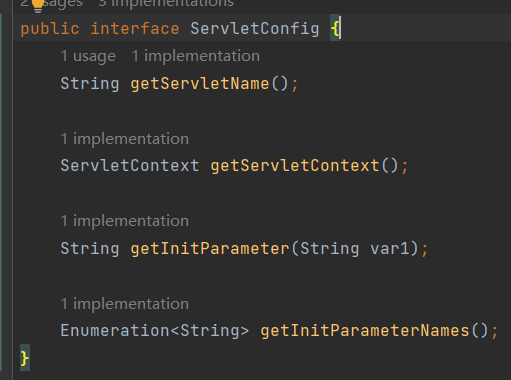 2 usages 3 implementations
public interface ServletConfig {
1 usage 1 implementation
String getServletName();
1 implementation
ServletContext getServletContext();
1 implementation
String getInitParameter(String var1);
1 implementation
Enumeration<String> getInitParameterNames();
}